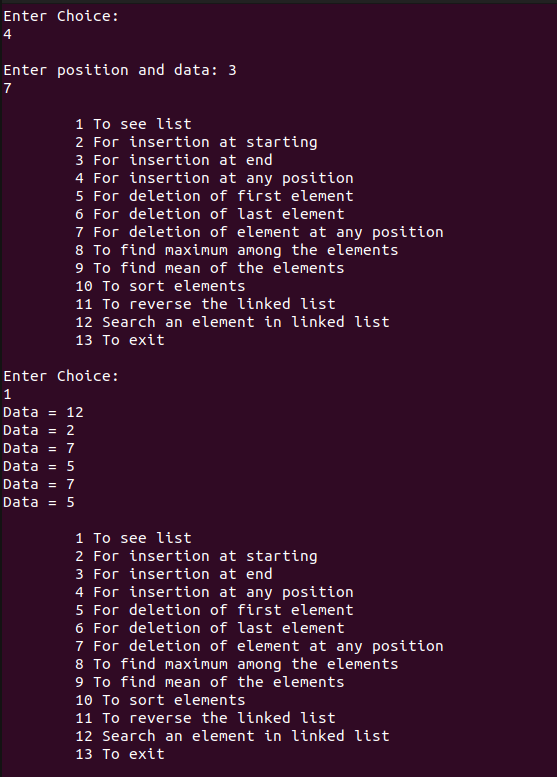 Enter Choice:
4
Enter position and data: 3
7
1 To see list
2 For insertion at starting
3 For insertion at end
4 For insertion at any position
5 For deletion of first element
6 For deletion of last element
7 For deletion of element at any position
8 To find maximum among the elements
9 To find mean of the elements
10 To sort elements
11 To reverse the linked list
12 Search an element in linked list
13 To exit
Enter Choice:
1
Data = 12
Data = 2
Data = 7
Data = 5
Data = 7
Data = 5
1 To see list
2 For insertion at starting
3 For insertion at end
4 For insertion at any position
5 For deletion of first element
6 For deletion of last element
7 For deletion of element at any position
8 To find maximum among the elements
9 To find mean of the elements
10 To sort elements
11 To reverse the linked list
12 Search an element in linked list
13 To exit